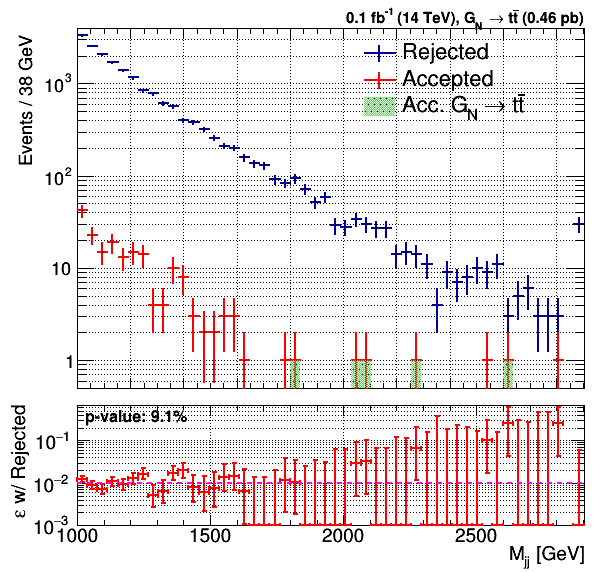 0.1 fb⁻¹ (14 TeV), G_N → tt̄ (0.46 pb)
Events / 38 GeV
10³
10²
10
1
Rejected
Accepted
Acc. G_N → tt̄
p-value: 9.1%
ε w/ Rejected
10⁻¹
10⁻²
10⁻³
1000 1500 2000 2500
M_jj [GeV]